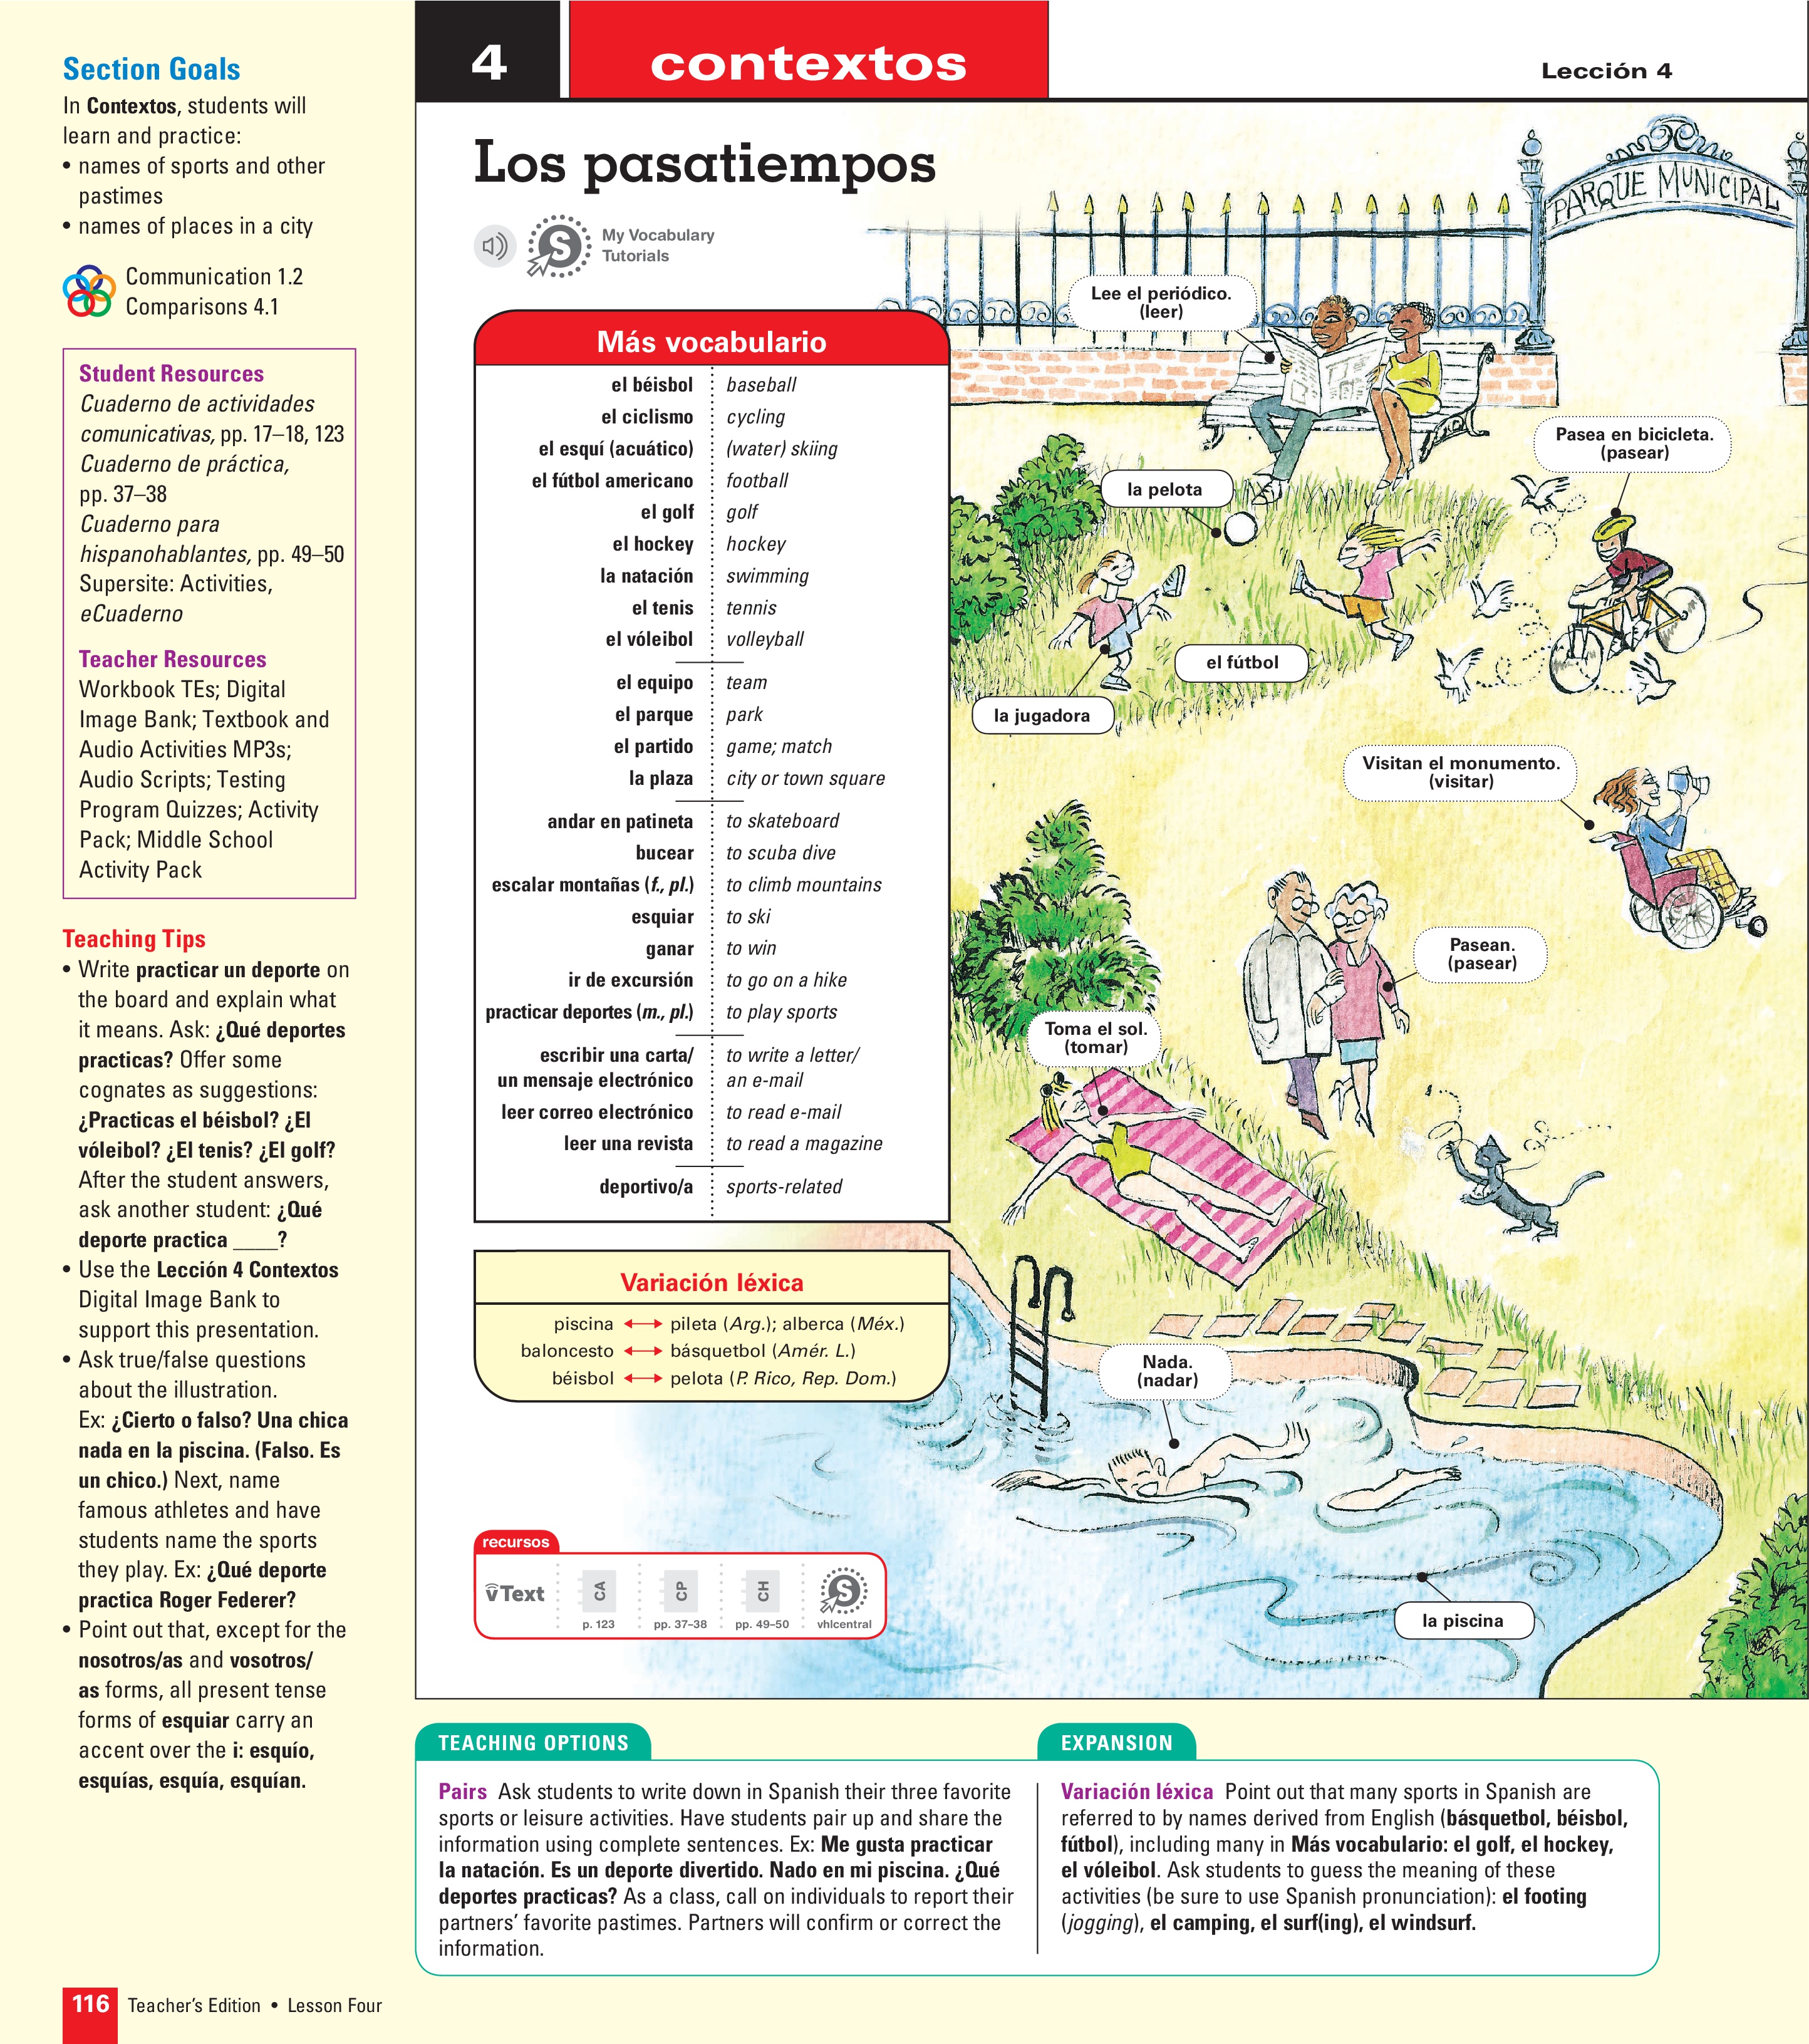 Section Goals
In Contextos, students will
learn and practice:
• names of sports and other
pastimes
• names of places in a city
Communication 1.2
Comparisons 4.1
Student Resources
Cuaderno de actividades
comunicativas, pp. 17–18, 123
Cuaderno de práctica,
pp. 37–38
Cuaderno para
hispanohablantes, pp. 49–50
Supersite: Activities,
eCuaderno
Teacher Resources
Workbook TEs; Digital
Image Bank; Textbook and
Audio Activities MP3s;
Audio Scripts; Testing
Program Quizzes; Activity
Pack; Middle School
Activity Pack
Teaching Tips
• Write practicar un deporte on
the board and explain what
it means. Ask: ¿Qué deportes
practicas? Offer some
cognates as suggestions:
¿Practicas el béisbol? ¿El
vóleibol? ¿El tenis? ¿El golf?
After the student answers,
ask another student: ¿Qué
deporte practica ____?
• Use the Lección 4 Contextos
Digital Image Bank to
support this presentation.
• Ask true/false questions
about the illustration.
Ex: ¿Cierto o falso? Una chica
nada en la piscina. (Falso. Es
un chico.) Next, name
famous athletes and have
students name the sports
they play. Ex: ¿Qué deporte
practica Roger Federer?
• Point out that, except for the
nosotros/as and vosotros/
as forms, all present tense
forms of esquiar carry an
accent over the i: esquío,
esquías, esquía, esquían.
4 contextos
Lección 4
Los pasatiempos
S
My Vocabulary
Tutorials
Más vocabulario
el béisbol baseball
el ciclismo cycling
el esquí (acuático) (water) skiing
el fútbol americano football
el golf golf
el hockey hockey
la natación swimming
el tenis tennis
el vóleibol volleyball
el equipo team
el parque park
el partido game; match
la plaza city or town square
andar en patineta to skateboard
bucear to scuba dive
escalar montañas (f., pl.) to climb mountains
esquiar to ski
ganar to win
ir de excursión to go on a hike
practicar deportes (m., pl.) to play sports
escribir una carta/ to write a letter/
un mensaje electrónico an e-mail
leer correo electrónico to read e-mail
leer una revista to read a magazine
deportivo/a sports-related
Variación léxica
piscina ↔ pileta (Arg.); alberca (Méx.)
baloncesto ↔ básquetbol (Amér. L.)
béisbol ↔ pelota (P. Rico, Rep. Dom.)
recursos
vText
CA
p. 123
CP
pp. 37–38
CH
pp. 49–50
S
vhlcentral
PARQUE MUNICIPAL
Lee el periódico.
(leer)
Pasea en bicicleta.
(pasear)
la pelota
el fútbol
la jugadora
Visitan el monumento.
(visitar)
Pasean.
(pasear)
Toma el sol.
(tomar)
Nada.
(nadar)
la piscina
TEACHING OPTIONS
Pairs Ask students to write down in Spanish their three favorite
sports or leisure activities. Have students pair up and share the
information using complete sentences. Ex: Me gusta practicar
la natación. Es un deporte divertido. Nado en mi piscina. ¿Qué
deportes practicas? As a class, call on individuals to report their
partners’ favorite pastimes. Partners will confirm or correct the
information.
EXPANSION
Variación léxica Point out that many sports in Spanish are
referred to by names derived from English (básquetbol, béisbol,
fútbol), including many in Más vocabulario: el golf, el hockey,
el vóleibol. Ask students to guess the meaning of these
activities (be sure to use Spanish pronunciation): el footing
(jogging), el camping, el surf(ing), el windsurf.
116 Teacher’s Edition • Lesson Four